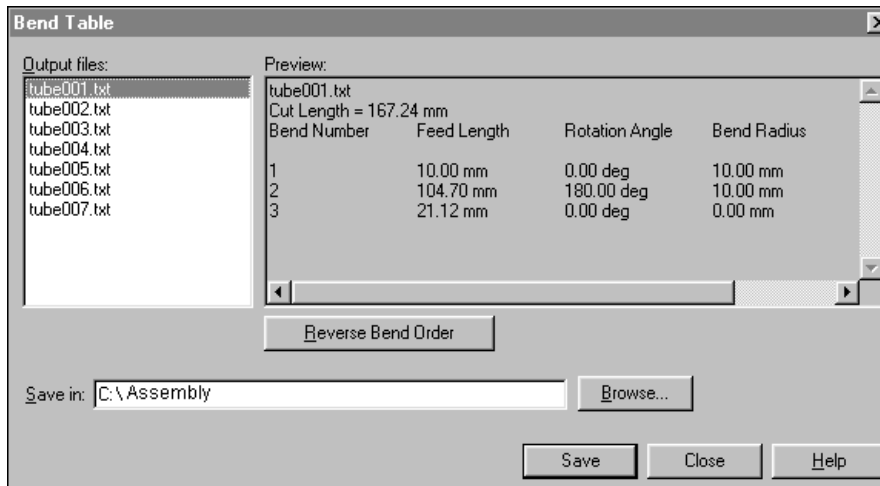 Bend Table
Output files:
tube001.txt
tube002.txt
tube003.txt
tube004.txt
tube005.txt
tube006.txt
tube007.txt
Preview:
tube001.txt
Cut Length = 167.24 mm
Bend Number Feed Length Rotation Angle Bend Radius
1 10.00 mm 0.00 deg 10.00 mm
2 104.70 mm 180.00 deg 10.00 mm
3 21.12 mm 0.00 deg 0.00 mm
Reverse Bend Order
Save in: C:\Assembly Browse...
Save Close Help